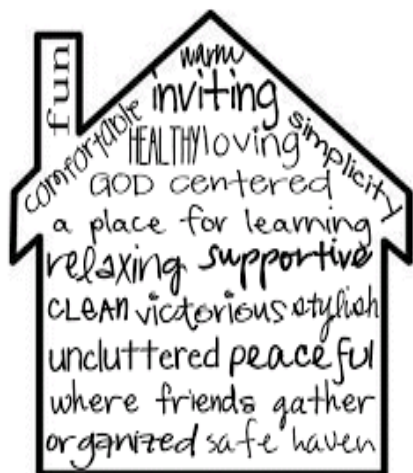 warm
fun
inviting
comfortable
simplicity
HEALTHY loving
GOD centered
a place for learning
relaxing supportive
CLEAN victorious stylish
uncluttered peaceful
where friends gather
organized safe haven